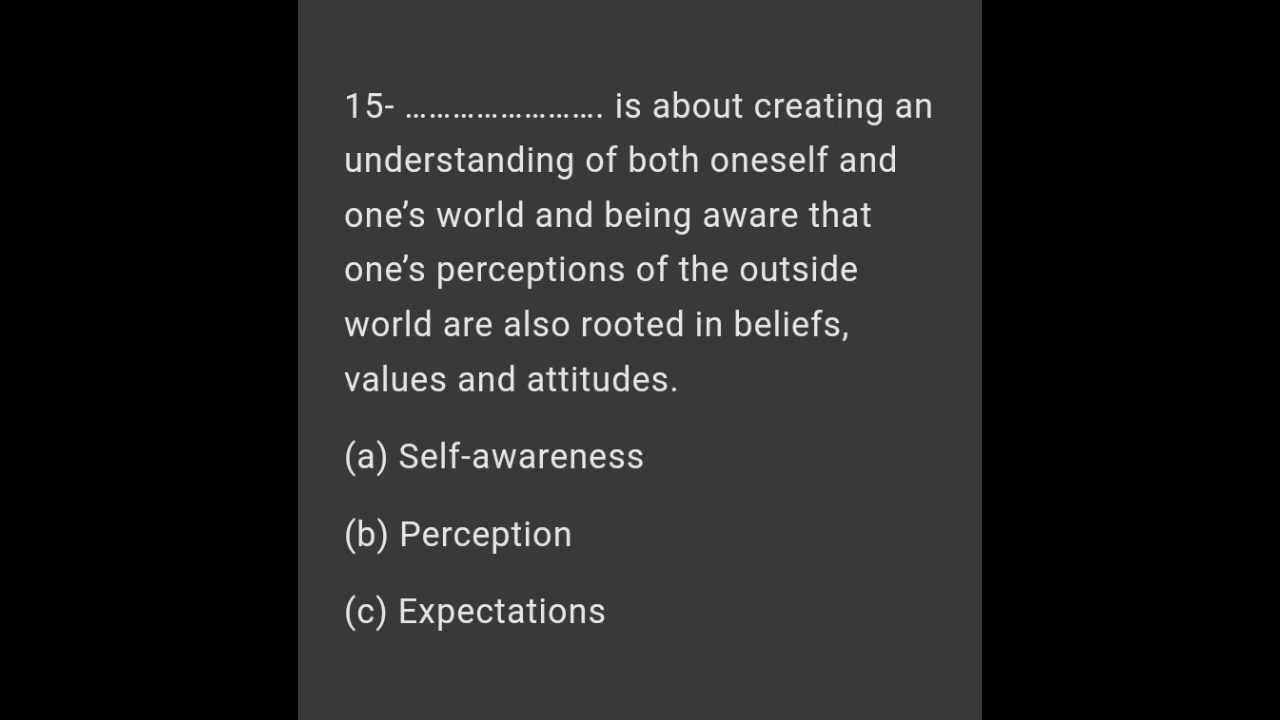 15- ……………………. is about creating an
understanding of both oneself and
one’s world and being aware that
one’s perceptions of the outside
world are also rooted in beliefs,
values and attitudes.
(a) Self-awareness
(b) Perception
(c) Expectations